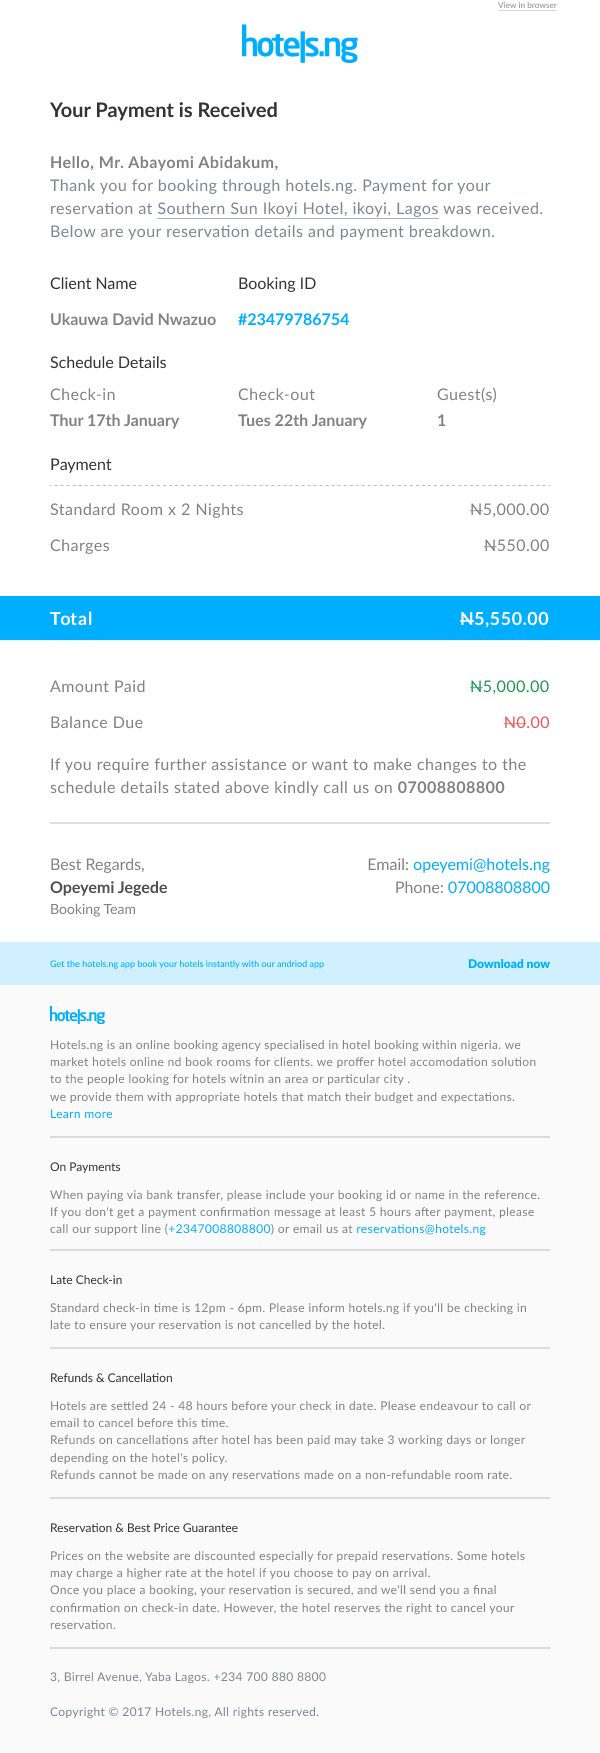 View in browser
hotels.ng
Your Payment is Received
Hello, Mr. Abayomi Abidakum,
Thank you for booking through hotels.ng. Payment for your
reservation at Southern Sun Ikoyi Hotel, ikoyi, Lagos was received.
Below are your reservation details and payment breakdown.
Client Name Booking ID
Ukauwa David Nwazuo #23479786754
Schedule Details
Check-in Check-out Guest(s)
Thur 17th January Tues 22th January 1
Payment
Standard Room x 2 Nights ₦5,000.00
Charges ₦550.00
Total ₦5,550.00
Amount Paid ₦5,000.00
Balance Due ₦0.00
If you require further assistance or want to make changes to the
schedule details stated above kindly call us on 07008808800
Best Regards, Email: opeyemi@hotels.ng
Opeyemi Jegede Phone: 07008808800
Booking Team
Get the hotels.ng app book your hotels instantly with our andriod app Download now
hotels.ng
Hotels.ng is an online booking agency specialised in hotel booking within nigeria. we
market hotels online nd book rooms for clients. we proffer hotel accomodation solution
to the people looking for hotels witnin an area or particular city .
we provide them with appropriate hotels that match their budget and expectations.
Learn more
On Payments
When paying via bank transfer, please include your booking id or name in the reference.
If you don't get a payment confirmation message at least 5 hours after payment, please
call our support line (+2347008808800) or email us at reservations@hotels.ng
Late Check-in
Standard check-in time is 12pm - 6pm. Please inform hotels.ng if you'll be checking in
late to ensure your reservation is not cancelled by the hotel.
Refunds & Cancellation
Hotels are settled 24 - 48 hours before your check in date. Please endeavour to call or
email to cancel before this time.
Refunds on cancellations after hotel has been paid may take 3 working days or longer
depending on the hotel's policy.
Refunds cannot be made on any reservations made on a non-refundable room rate.
Reservation & Best Price Guarantee
Prices on the website are discounted especially for prepaid reservations. Some hotels
may charge a higher rate at the hotel if you choose to pay on arrival.
Once you place a booking, your reservation is secured, and we'll send you a final
confirmation on check-in date. However, the hotel reserves the right to cancel your
reservation.
3, Birrel Avenue, Yaba Lagos. +234 700 880 8800
Copyright © 2017 Hotels.ng, All rights reserved.